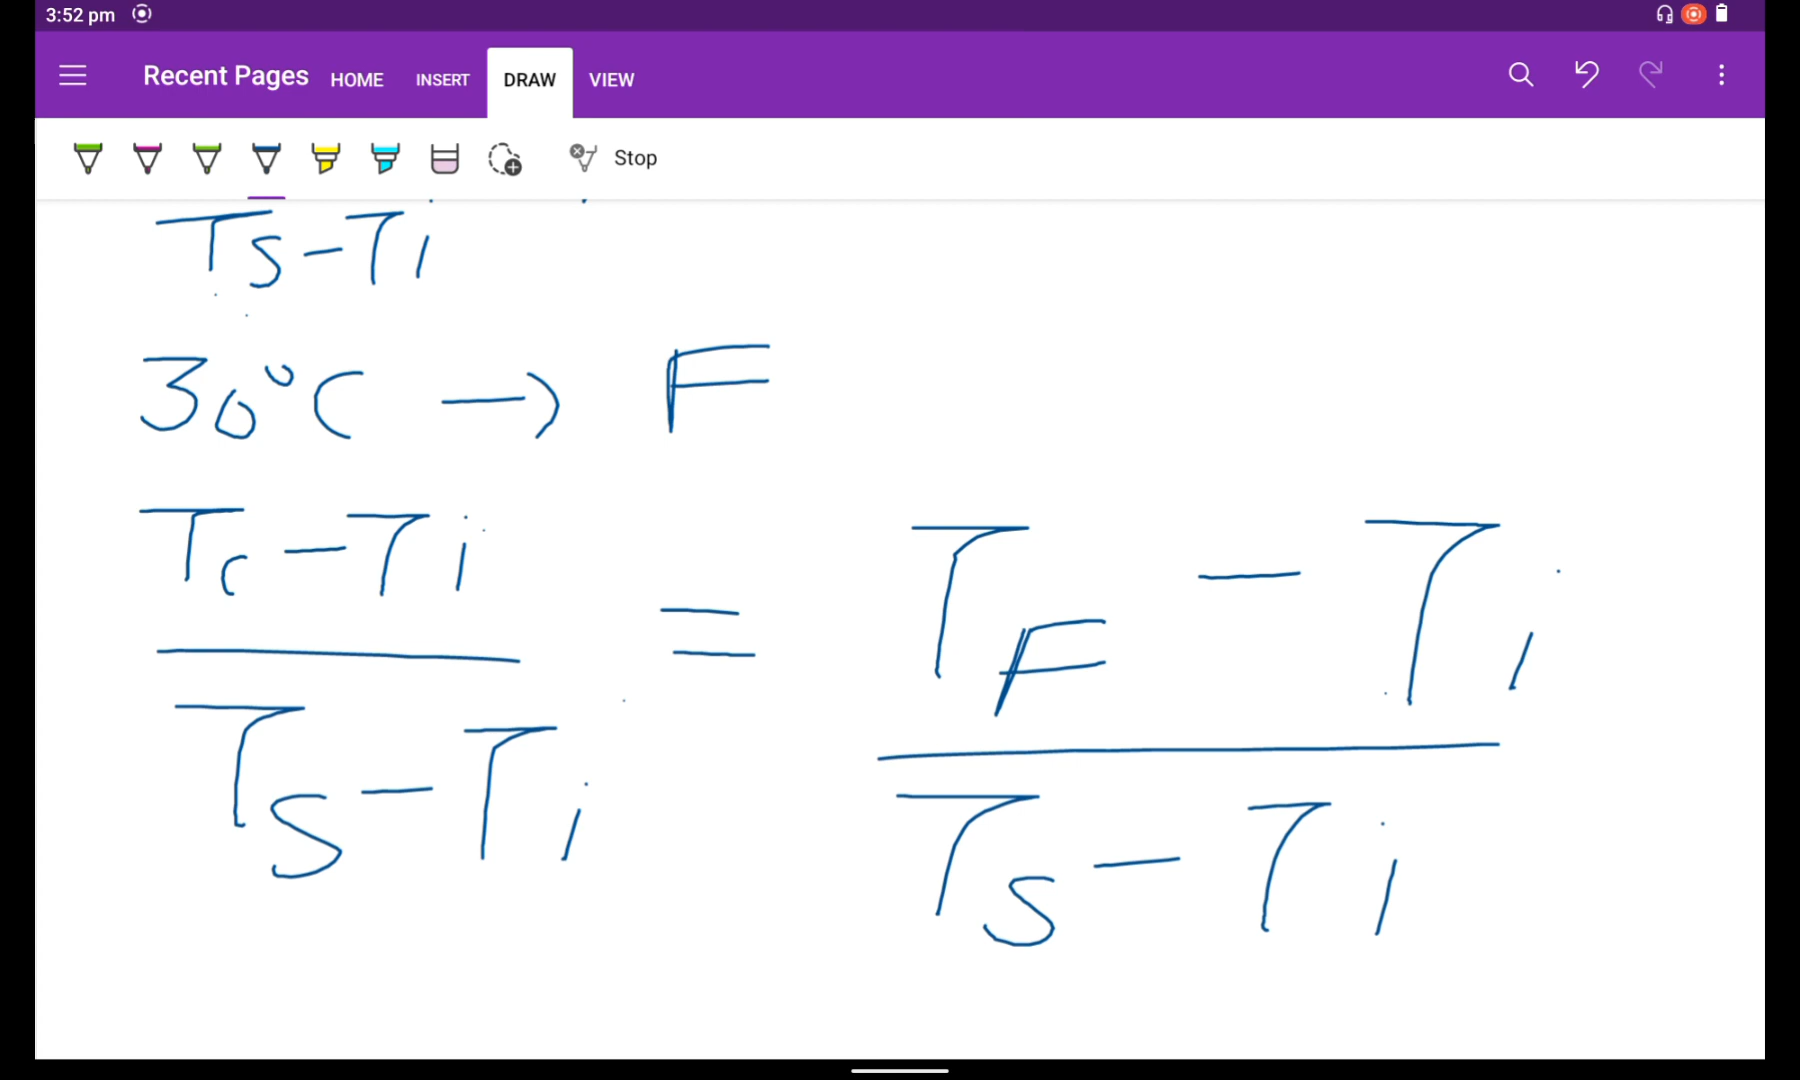 3:52 pm
Recent Pages HOME INSERT DRAW VIEW
Stop
Ts - Ti
30°C → F
Tc - Ti
Ts - Ti
=
TF - Ti
Ts - Ti